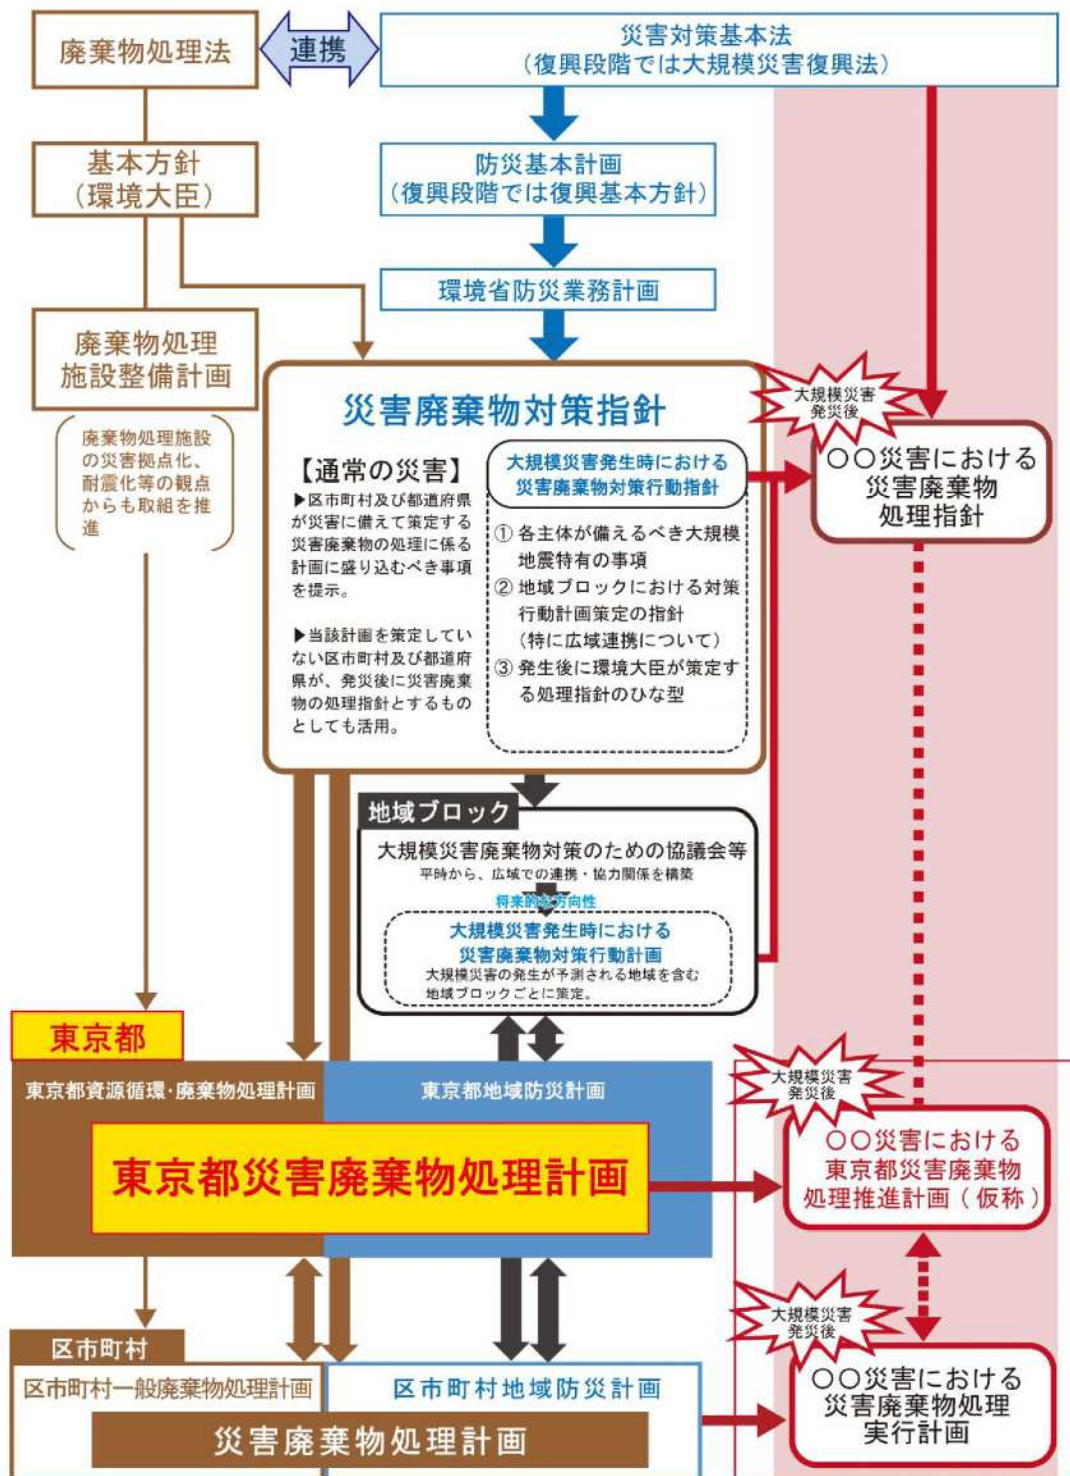 廃棄物処理法
連携
災害対策基本法
(復興段階では大規模災害復興法)
基本方針
(環境大臣)
防災基本計画
(復興段階では復興基本方針)
環境省防災業務計画
廃棄物処理
施設整備計画
廃棄物処理施設
の災害拠点化、
耐震化等の観点
からも取組を推
進
災害廃棄物対策指針
【通常の災害】
▶区市町村及び都道府県
が災害に備えて策定する
災害廃棄物の処理に係る
計画に盛り込むべき事項
を提示。
▶当該計画を策定してい
ない区市町村及び都道府
県が、発災後に災害廃棄
物の処理指針とするもの
としても活用。
大規模災害発生時における
災害廃棄物対策行動指針
① 各主体が備えるべき大規模
地震特有の事項
② 地域ブロックにおける対策
行動計画策定の指針
(特に広域連携について)
③ 発生後に環境大臣が策定す
る処理指針のひな型
大規模災害
発災後
〇〇災害における
災害廃棄物
処理指針
地域ブロック
大規模災害廃棄物対策のための協議会等
平時から、広域での連携・協力関係を構築
将来的な方向性
大規模災害発生時における
災害廃棄物対策行動計画
大規模災害の発生が予測される地域を含む
地域ブロックごとに策定。
東京都
東京都資源循環・廃棄物処理計画
東京都地域防災計画
東京都災害廃棄物処理計画
大規模災害
発災後
〇〇災害における
東京都災害廃棄物
処理推進計画(仮称)
区市町村
区市町村一般廃棄物処理計画
区市町村地域防災計画
災害廃棄物処理計画
大規模災害
発災後
〇〇災害における
災害廃棄物処理
実行計画